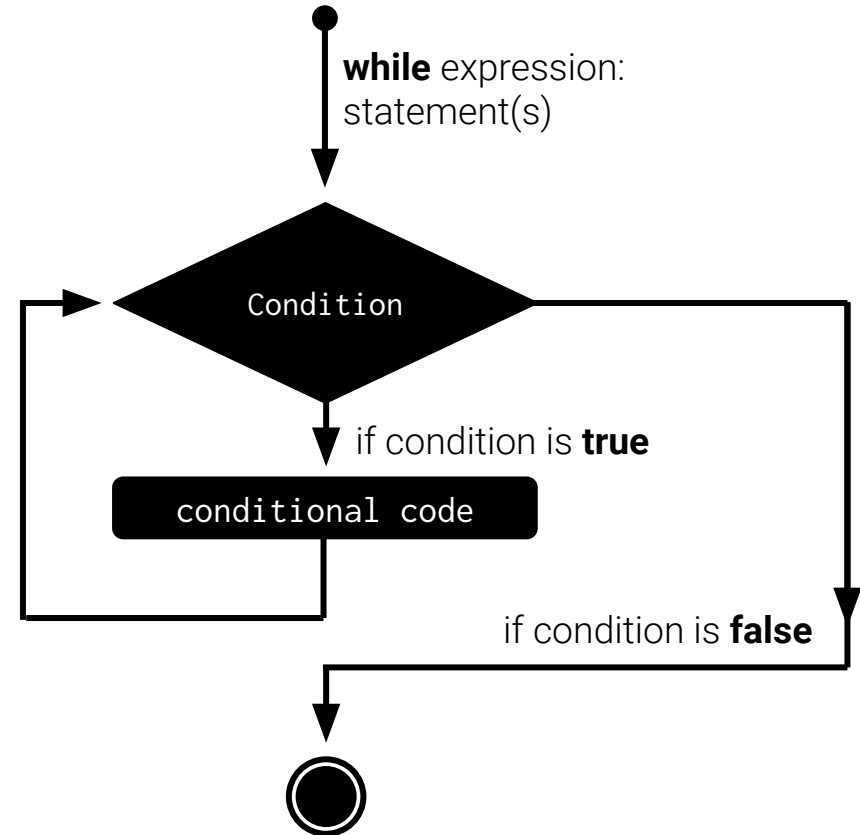 while expression:
statement(s)
Condition
if condition is true
conditional code
if condition is false